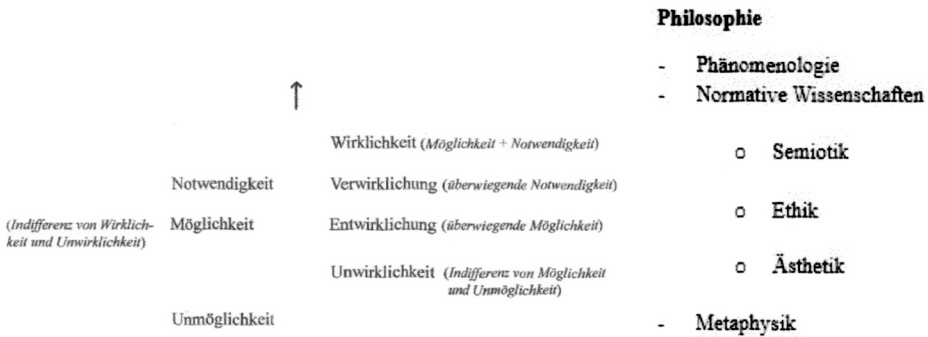 Philosophie
- Phänomenologie
- Normative Wissenschaften
o Semiotik
o Ethik
o Ästhetik
- Metaphysik
↑
Wirklichkeit (Möglichkeit + Notwendigkeit)
Notwendigkeit Verwirklichung (überwiegende Notwendigkeit)
(Indifferenz von Wirklich-
keit und Unwirklichkeit)
Möglichkeit Entwirklichung (überwiegende Möglichkeit)
Unwirklichkeit (Indifferenz von Möglichkeit
und Unmöglichkeit)
Unmöglichkeit